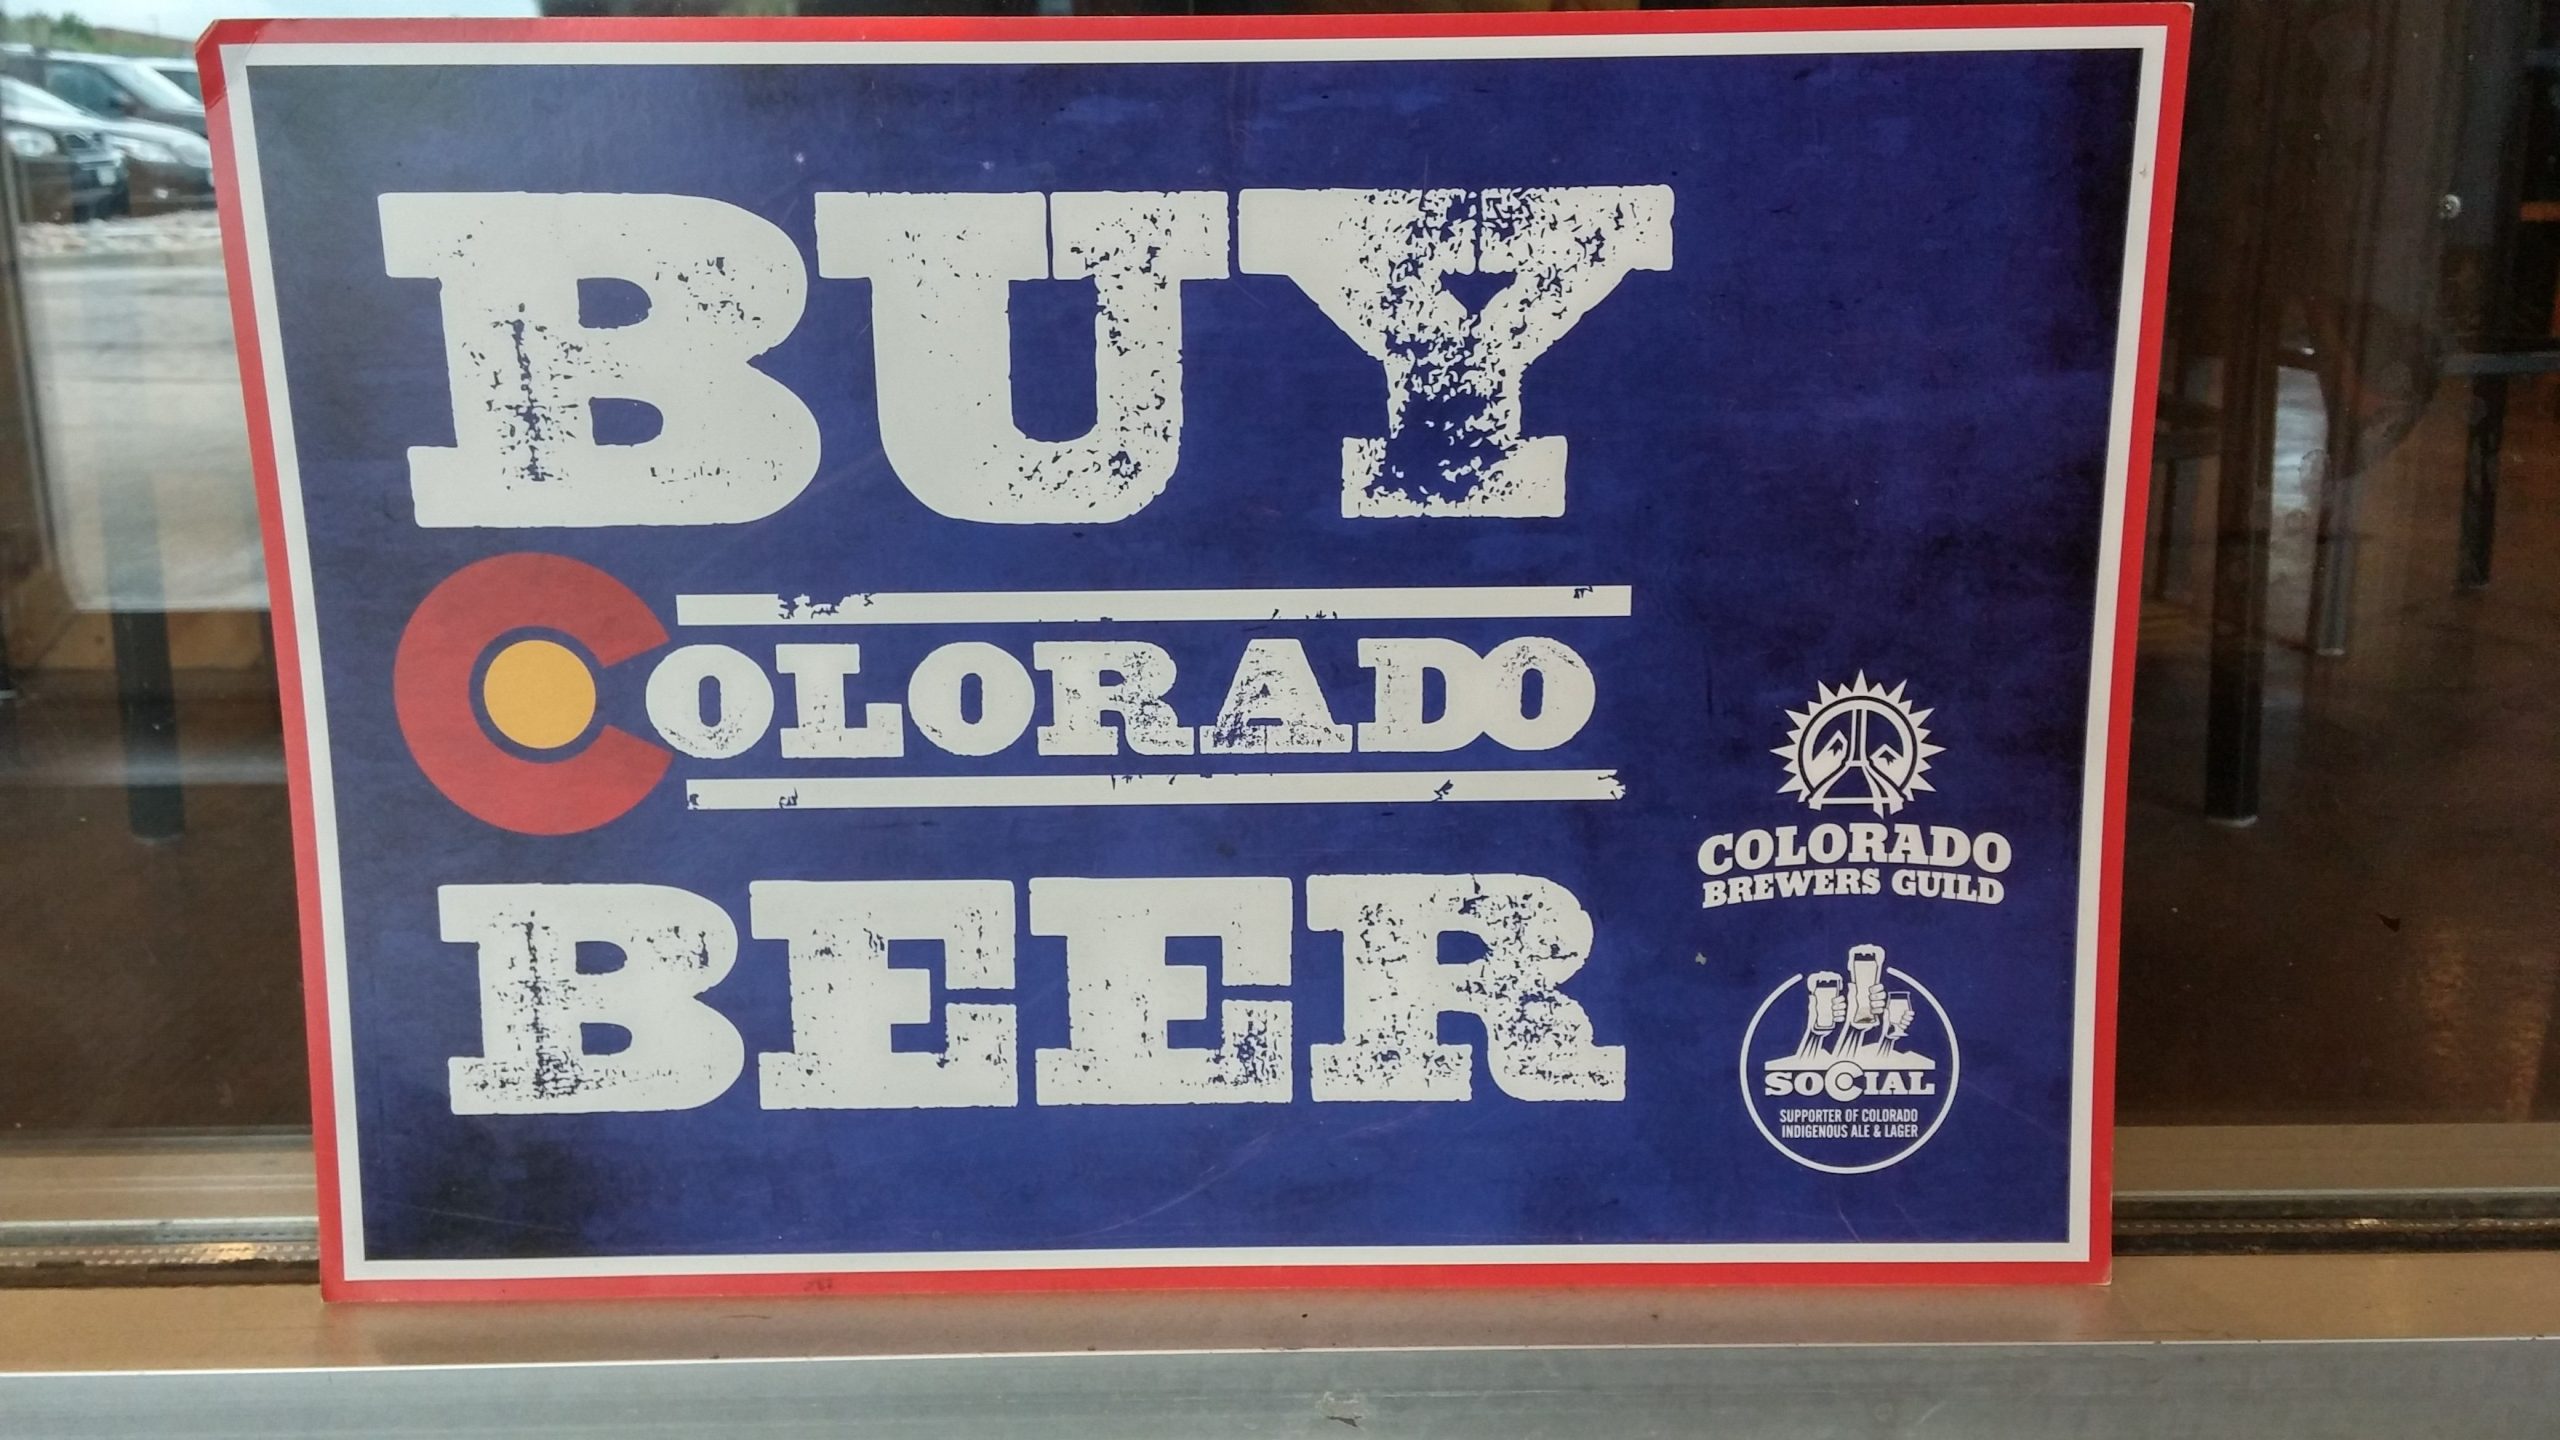 BUY
COLORADO
BEER
COLORADO
BREWERS GUILD
SOCIAL
SUPPORTER OF COLORADO
INDIGENOUS ALE & LAGER